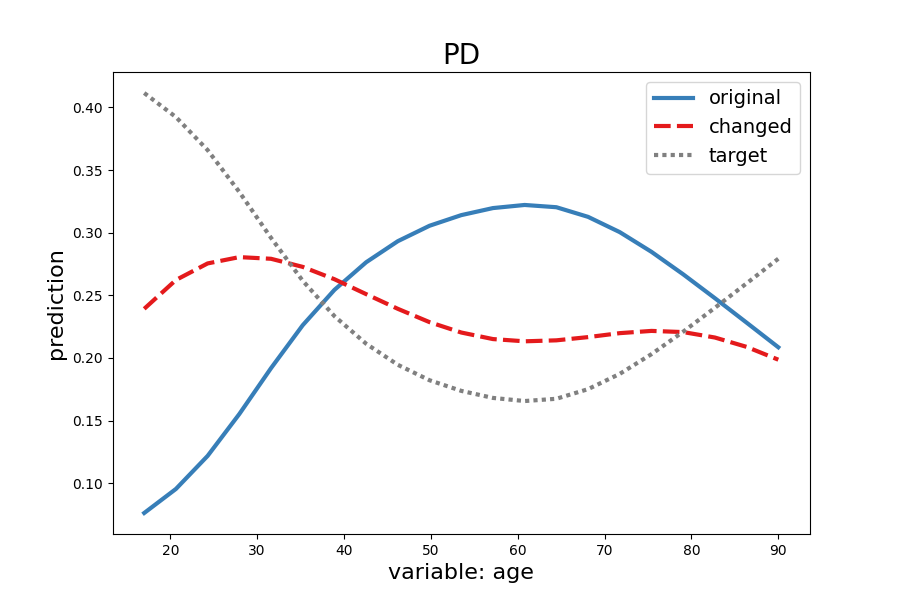 PD
original
changed
target
prediction
0.40
0.35
0.30
0.25
0.20
0.15
0.10
20 30 40 50 60 70 80 90
variable: age